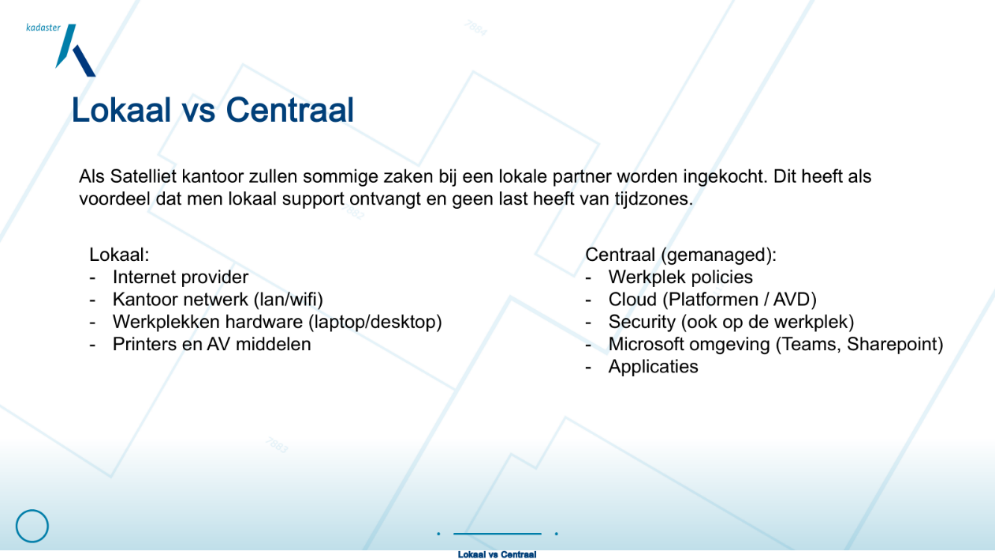 kadaster
7884
Lokaal vs Centraal
Als Satelliet kantoor zullen sommige zaken bij een lokale partner worden ingekocht. Dit heeft als
voordeel dat men lokaal support ontvangt en geen last heeft van tijdzones.
Lokaal:
- Internet provider
- Kantoor netwerk (lan/wifi)
- Werkplekken hardware (laptop/desktop)
- Printers en AV middelen
Centraal (gemanaged):
- Werkplek policies
- Cloud (Platformen / AVD)
- Security (ook op de werkplek)
- Microsoft omgeving (Teams, Sharepoint)
- Applicaties
7883
Lokaal vs Centraal